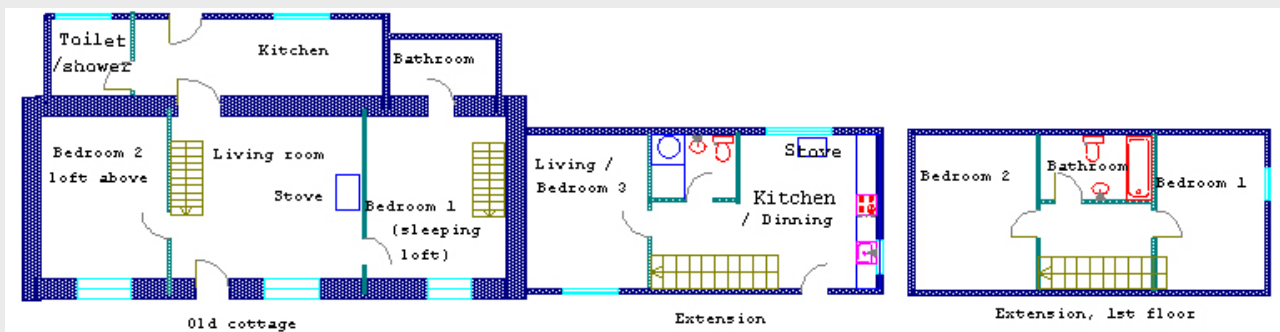 Toilet
/shower
Kitchen
Bathroom
Bedroom 2
loft above
Living room
Stove
Bedroom 1
(sleeping
loft)
Old cottage
Living /
Bedroom 3
Stove
Kitchen
/ Dinning
Extension
Bedroom 2
Bathroom
Bedroom 1
Extension, 1st floor